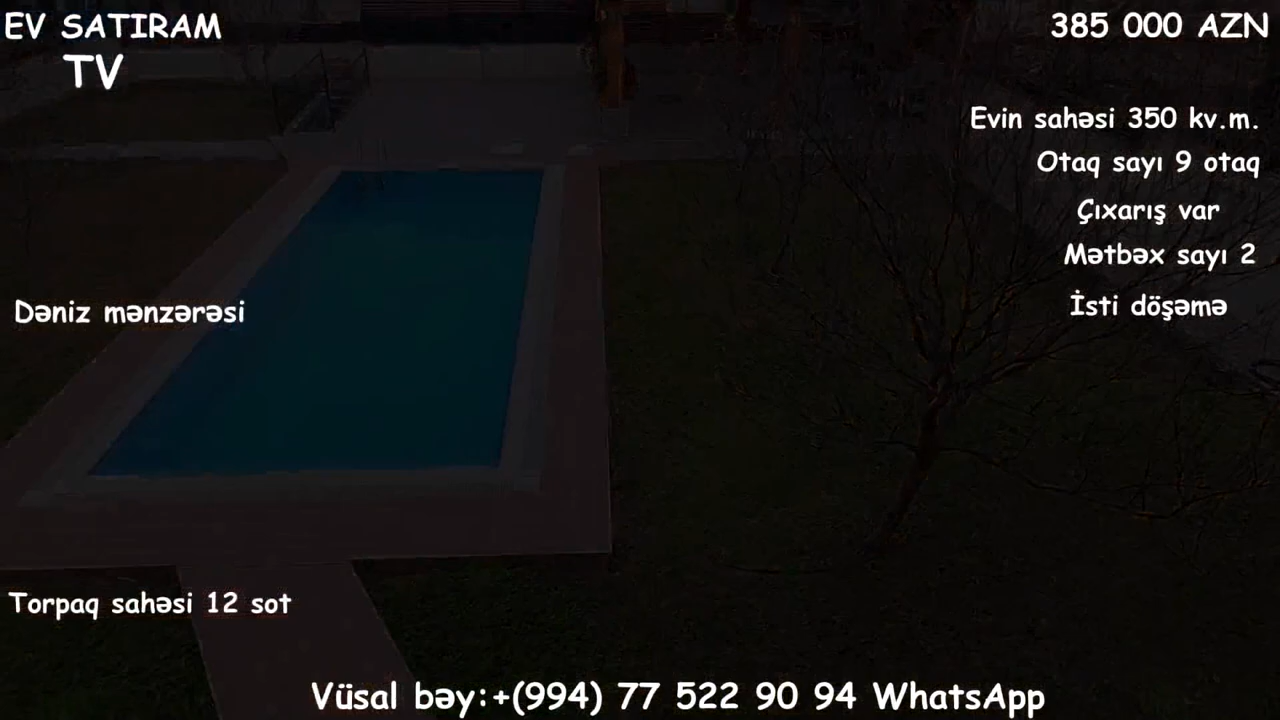 EV SATIRAM
TV
385 000 AZN
Evin sahəsi 350 kv.m.
Otaq sayı 9 otaq
Çıxarış var
Mətbəx sayı 2
İsti döşəmə
Dəniz mənzərəsi
Torpaq sahəsi 12 sot
Vüsal bəy:+(994) 77 522 90 94 WhatsApp